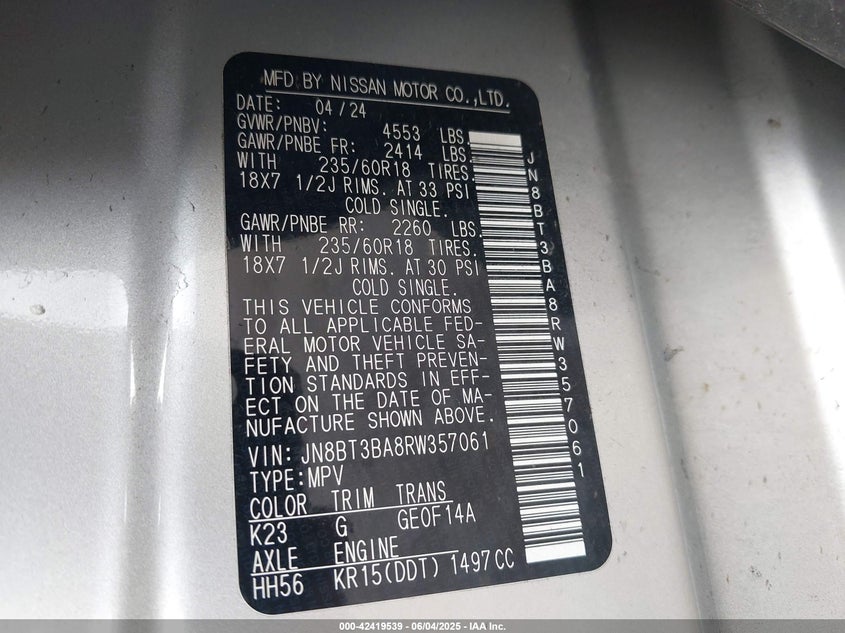 MFD.BY NISSAN MOTOR CO.,LTD.
DATE: 04/24
GVWR/PNBV: 4553 LBS.
GAWR/PNBE FR: 2414 LBS.
WITH 235/60R18 TIRES.
18X7 1/2J RIMS. AT 33 PSI
COLD SINGLE.
GAWR/PNBE RR: 2260 LBS.
WITH 235/60R18 TIRES.
18X7 1/2J RIMS. AT 30 PSI
COLD SINGLE.
THIS VEHICLE CONFORMS
TO ALL APPLICABLE FED-
ERAL MOTOR VEHICLE SA-
FETY AND THEFT PREVEN-
TION STANDARDS IN EFF-
ECT ON THE DATE OF MA-
NUFACTURE SHOWN ABOVE.
VIN: JN8BT3BA8RW357061
TYPE:MPV
COLOR TRIM TRANS
K23 G GEOF14A
AXLE ENGINE
HH56 KR15(DDT) 1497CC
JN8BT3BA8RW357061
000-42419539 - 06/04/2025 - IAA Inc.